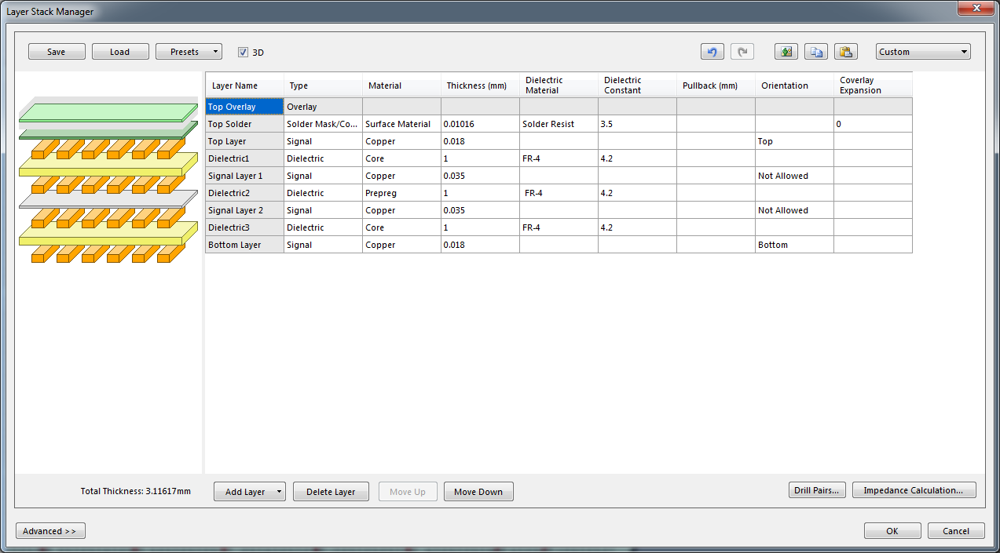 Layer Stack Manager
Save Load Presets 3D Custom
Layer Name Type Material Thickness (mm) Dielectric Material Dielectric Constant Pullback (mm) Orientation Coverlay Expansion
Top Overlay Overlay
Top Solder Solder Mask/Co... Surface Material 0.01016 Solder Resist 3.5 0
Top Layer Signal Copper 0.018 Top
Dielectric1 Dielectric Core 1 FR-4 4.2
Signal Layer 1 Signal Copper 0.035 Not Allowed
Dielectric2 Dielectric Prepreg 1 FR-4 4.2
Signal Layer 2 Signal Copper 0.035 Not Allowed
Dielectric3 Dielectric Core 1 FR-4 4.2
Bottom Layer Signal Copper 0.018 Bottom
Total Thickness: 3.11617mm Add Layer Delete Layer Move Up Move Down Drill Pairs... Impedance Calculation...
Advanced >> OK Cancel